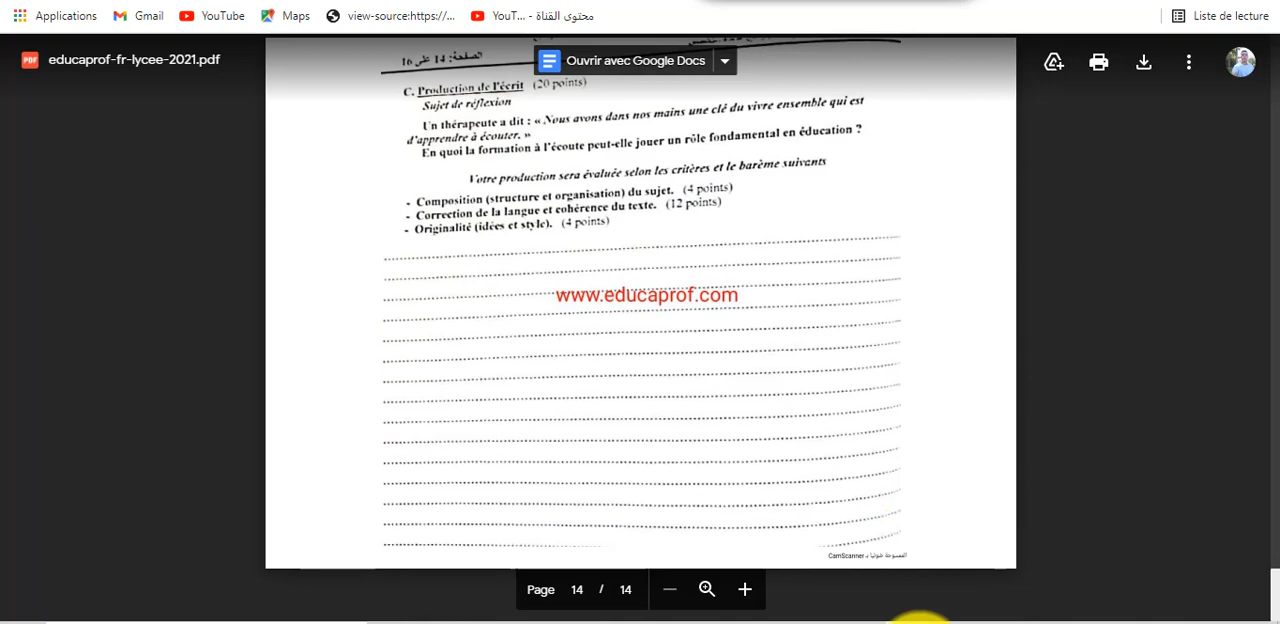 Applications Gmail YouTube Maps view-source:https://... YouT... - محتوى القناة Liste de lecture
educaprof-fr-lycee-2021.pdf
Ouvrir avec Google Docs
الصفحة: 14 على 16
C. Production de l'écrit (20 points)
Sujet de réflexion
Un thérapeute a dit : « Nous avons dans nos mains une clé du vivre ensemble qui est
d'apprendre à écouter. »
En quoi la formation à l'écoute peut-elle jouer un rôle fondamental en éducation ?
Votre production sera évaluée selon les critères et le barème suivants
- Composition (structure et organisation) du sujet. (4 points)
- Correction de la langue et cohérence du texte. (12 points)
- Originalité (idées et style). (4 points)
www.educaprof.com
الممسوحة ضوئيا بـ CamScanner
Page 14 / 14